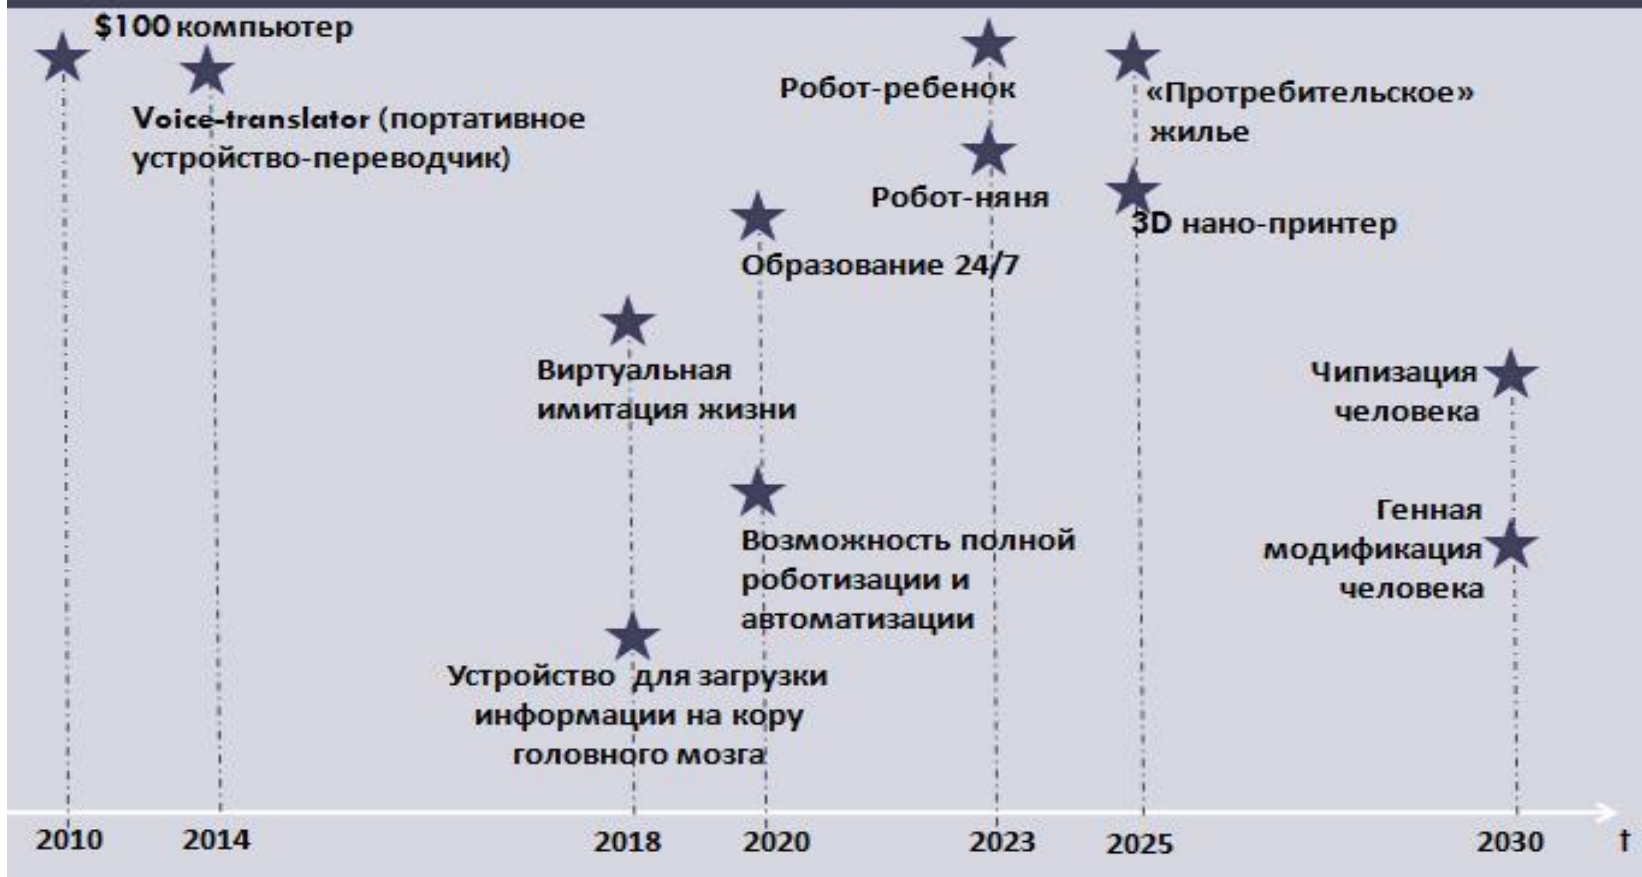 $100 компьютер
Voice-translator (портативное
устройство-переводчик)
Робот-ребенок
«Протребительское»
жилье
Робот-няня
3D нано-принтер
Образование 24/7
Виртуальная
имитация жизни
Чипизация
человека
Возможность полной
роботизации и
автоматизации
Генная
модификация
человека
Устройство для загрузки
информации на кору
головного мозга
2010 2014 2018 2020 2023 2025 2030 t